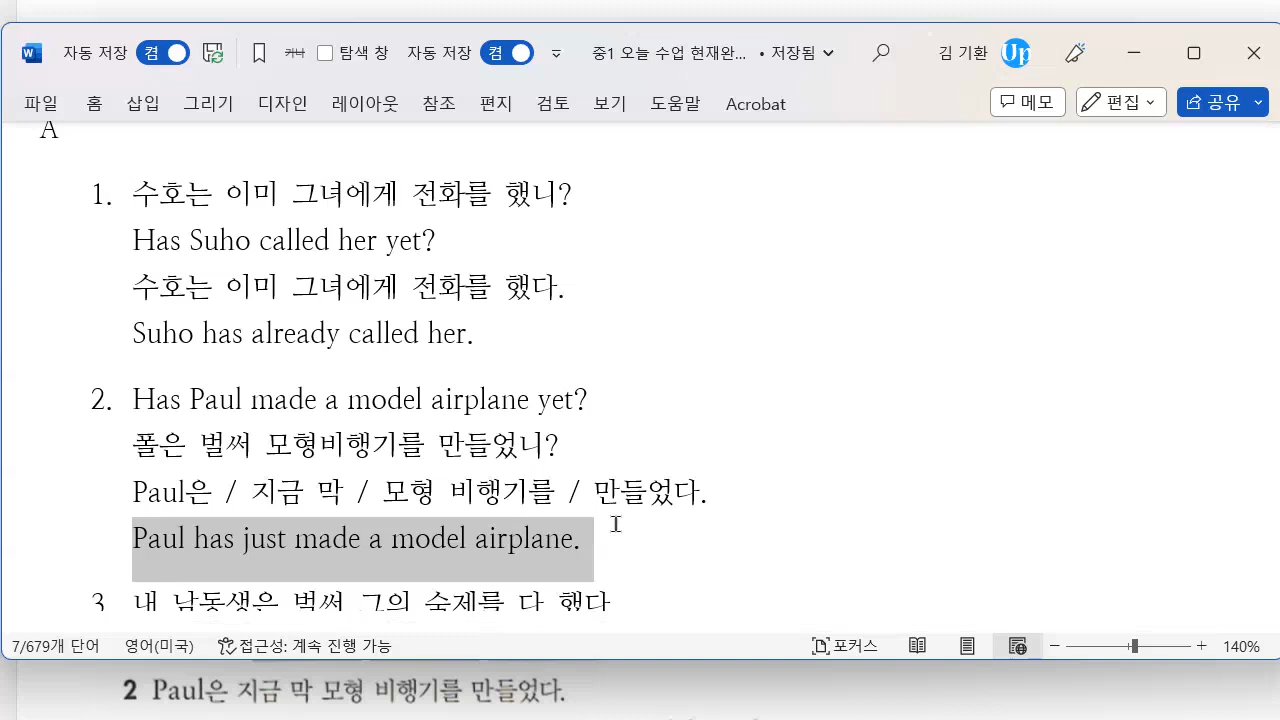 자동 저장 켬 가나 탐색 창 자동 저장 켬 중1 오늘 수업 현재완... • 저장됨 김 기환 Up
파일 홈 삽입 그리기 디자인 레이아웃 참조 편지 검토 보기 도움말 Acrobat 메모 편집 공유
A
1. 수호는 이미 그녀에게 전화를 했니?
Has Suho called her yet?
수호는 이미 그녀에게 전화를 했다.
Suho has already called her.
2. Has Paul made a model airplane yet?
폴은 벌써 모형비행기를 만들었니?
Paul은 / 지금 막 / 모형 비행기를 / 만들었다.
Paul has just made a model airplane.
3 내 남동생은 벌써 그의 숙제를 다 했다
7/679개 단어 영어(미국) 접근성: 계속 진행 가능 포커스 140%
2 Paul은 지금 막 모형 비행기를 만들었다.